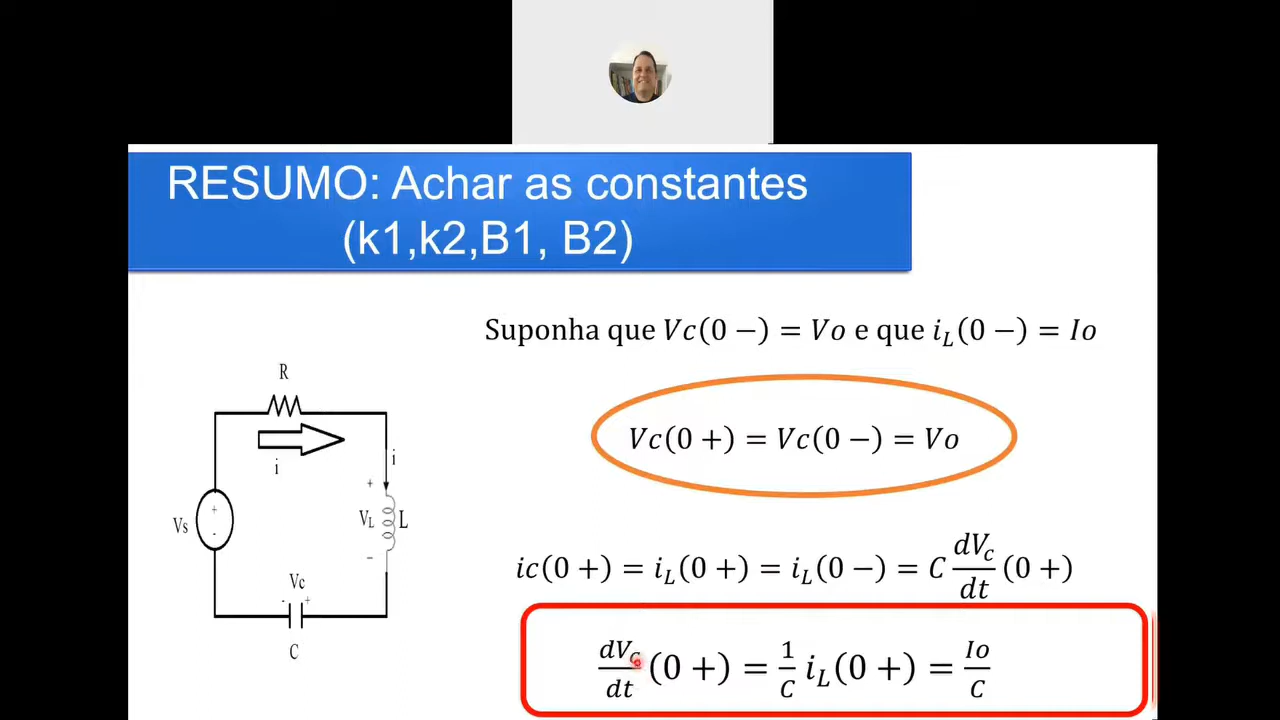 RESUMO: Achar as constantes
(k1,k2,B1, B2)
Suponha que Vc(0 −) = Vo e que i_L(0 −) = Io
R
i
i
Vc(0 +) = Vc(0 −) = Vo
+
Vs
+
-
V_L
L
−
ic(0 +) = i_L(0 +) = i_L(0 −) = C dV_c/dt (0 +)
Vc
- +
C
dV_C/dt (0 +) = 1/C i_L(0 +) = Io/C